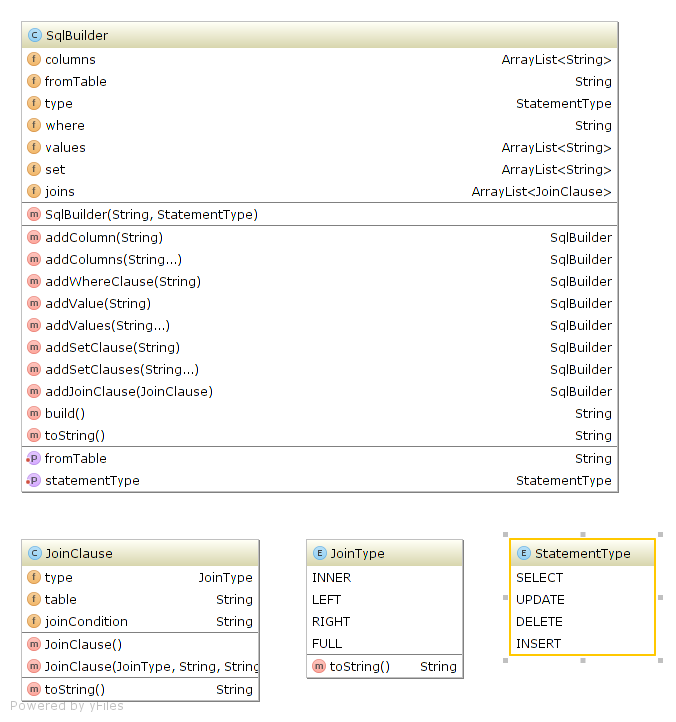 SqlBuilder
columns ArrayList<String>
fromTable String
type StatementType
where String
values ArrayList<String>
set ArrayList<String>
joins ArrayList<JoinClause>
SqlBuilder(String, StatementType)
addColumn(String) SqlBuilder
addColumns(String...) SqlBuilder
addWhereClause(String) SqlBuilder
addValue(String) SqlBuilder
addValues(String...) SqlBuilder
addSetClause(String) SqlBuilder
addSetClauses(String...) SqlBuilder
addJoinClause(JoinClause) SqlBuilder
build() String
toString() String
fromTable String
statementType StatementType
JoinClause
type JoinType
table String
joinCondition String
JoinClause()
JoinClause(JoinType, String, String
toString() String
JoinType
INNER
LEFT
RIGHT
FULL
toString() String
StatementType
SELECT
UPDATE
DELETE
INSERT
Powered by yFiles